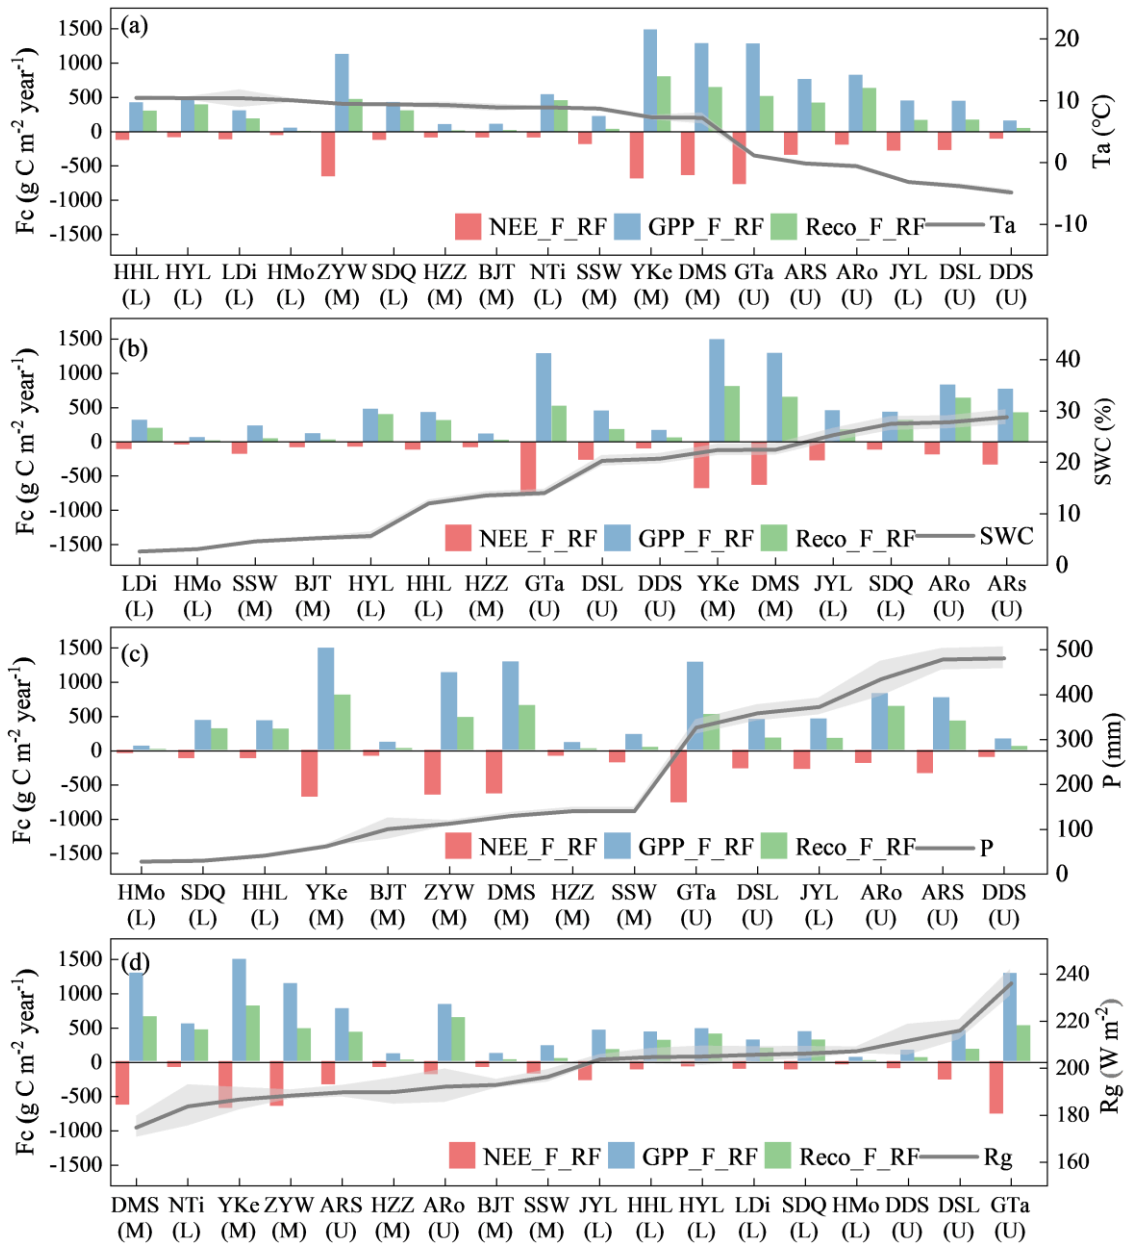 (a)
Fc (g C m⁻² year⁻¹)
1500
1000
500
0
-500
-1000
-1500
20
10
0
-10
Ta (°C)
NEE_F_RF GPP_F_RF Reco_F_RF Ta
HHL HYL LDi HMo ZYW SDQ HZZ BJT NTi SSW YKe DMS GTa ARS ARo JYL DSL DDS
(L) (L) (L) (L) (M) (L) (M) (M) (L) (M) (M) (M) (U) (U) (U) (L) (U) (U)
(b)
Fc (g C m⁻² year⁻¹)
1500
1000
500
0
-500
-1000
-1500
40
30
20
10
0
SWC (%)
NEE_F_RF GPP_F_RF Reco_F_RF SWC
LDi HMo SSW BJT HYL HHL HZZ GTa DSL DDS YKe DMS JYL SDQ ARo ARs
(L) (L) (M) (M) (L) (L) (M) (U) (U) (U) (M) (M) (L) (L) (U) (U)
(c)
Fc (g C m⁻² year⁻¹)
1500
1000
500
0
-500
-1000
-1500
500
400
300
200
100
0
P (mm)
NEE_F_RF GPP_F_RF Reco_F_RF P
HMo SDQ HHL YKe BJT ZYW DMS HZZ SSW GTa DSL JYL ARo ARS DDS
(L) (L) (L) (M) (M) (M) (M) (M) (M) (U) (U) (L) (U) (U) (U)
(d)
Fc (g C m⁻² year⁻¹)
1500
1000
500
0
-500
-1000
-1500
240
220
200
180
160
Rg (W m⁻²)
NEE_F_RF GPP_F_RF Reco_F_RF Rg
DMS NTi YKe ZYW ARS HZZ ARo BJT SSW JYL HHL HYL LDi SDQ HMo DDS DSL GTa
(M) (L) (M) (M) (U) (M) (U) (M) (M) (L) (L) (L) (L) (L) (L) (U) (U) (U)